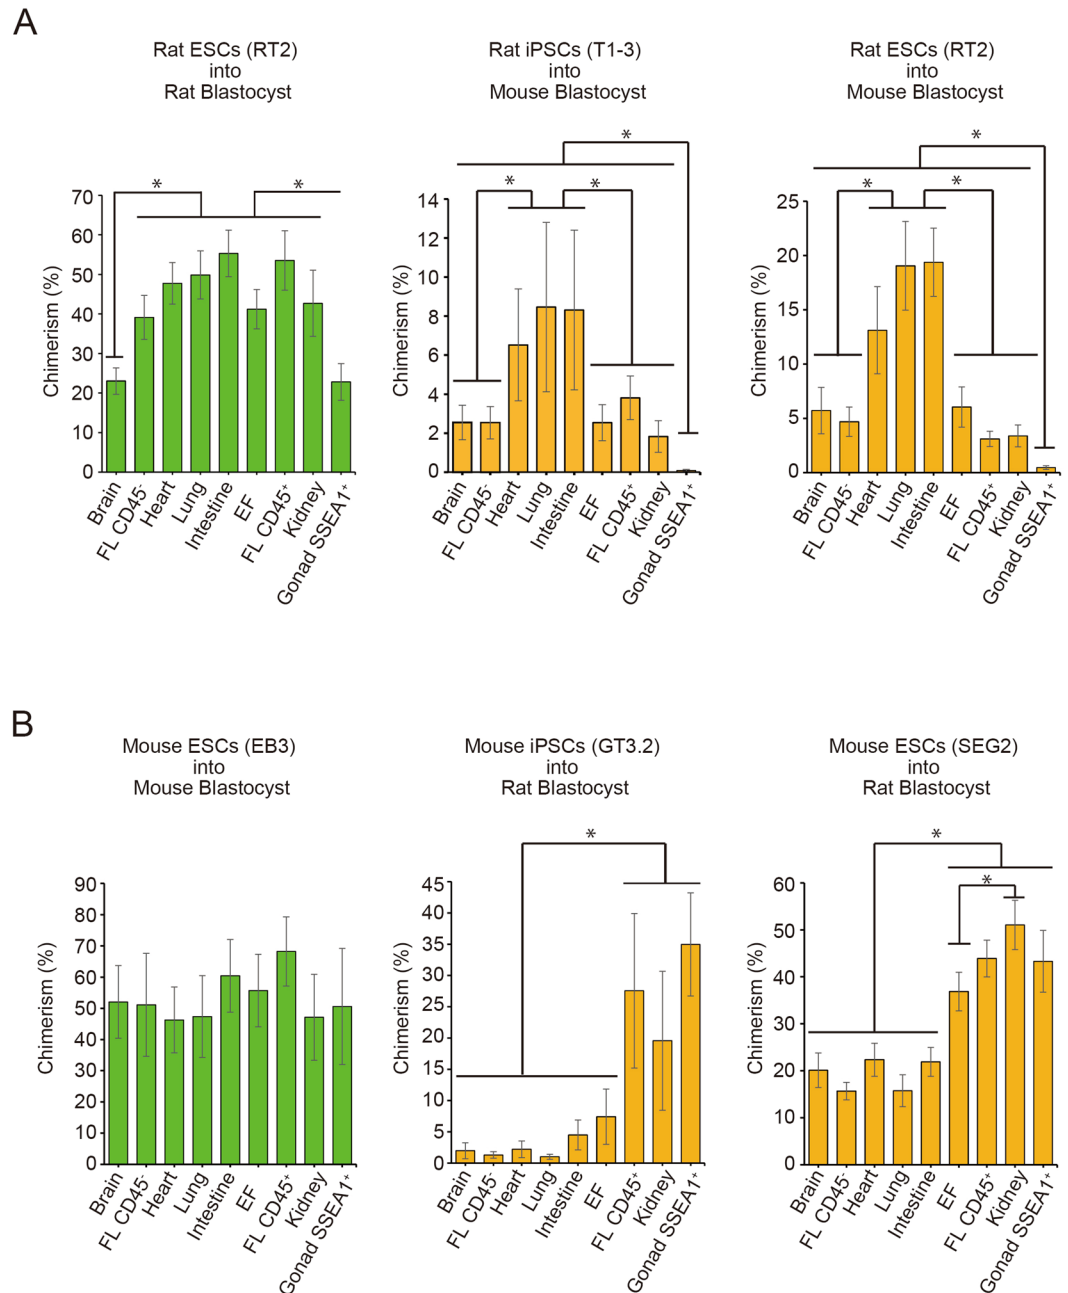 A
Rat ESCs (RT2)
into
Rat Blastocyst
Rat iPSCs (T1-3)
into
Mouse Blastocyst
Rat ESCs (RT2)
into
Mouse Blastocyst
*
*
Chimerism (%)
70
60
50
40
30
20
10
0
Brain
FL CD45-
Heart
Lung
Intestine
EF
FL CD45+
Kidney
Gonad SSEA1+
*
*
*
Chimerism (%)
14
12
10
8
6
4
2
0
Brain
FL CD45-
Heart
Lung
Intestine
EF
FL CD45+
Kidney
Gonad SSEA1+
*
*
*
Chimerism (%)
25
20
15
10
5
0
Brain
FL CD45-
Heart
Lung
Intestine
EF
FL CD45+
Kidney
Gonad SSEA1+
B
Mouse ESCs (EB3)
into
Mouse Blastocyst
Mouse iPSCs (GT3.2)
into
Rat Blastocyst
Mouse ESCs (SEG2)
into
Rat Blastocyst
Chimerism (%)
90
80
70
60
50
40
30
20
10
0
Brain
FL CD45-
Heart
Lung
Intestine
EF
FL CD45+
Kidney
Gonad SSEA1+
*
Chimerism (%)
45
40
35
30
25
20
15
10
5
0
Brain
FL CD45-
Heart
Lung
Intestine
EF
FL CD45+
Kidney
Gonad SSEA1+
*
*
Chimerism (%)
60
50
40
30
20
10
0
Brain
FL CD45-
Heart
Lung
Intestine
EF
FL CD45+
Kidney
Gonad SSEA1+